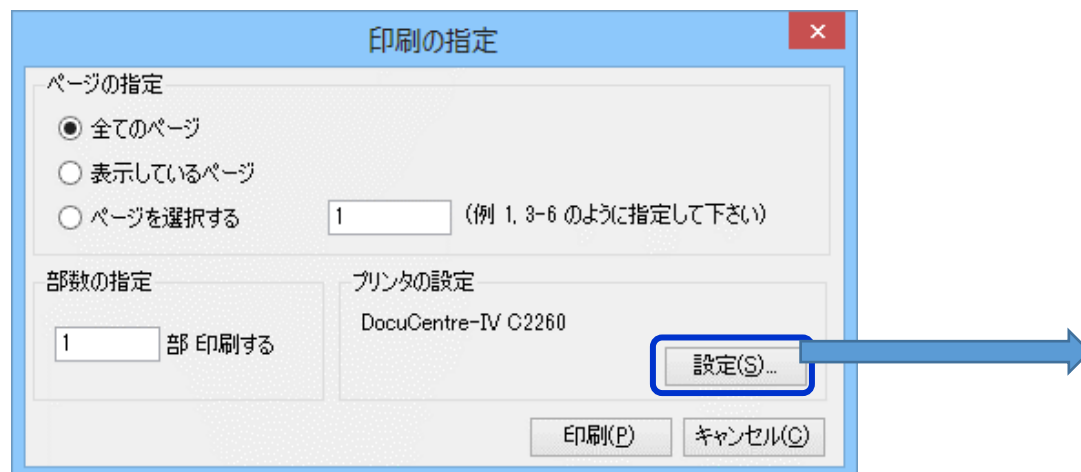 印刷の指定
ページの指定
全てのページ
表示しているページ
ページを選択する 1 (例 1, 3-6 のように指定して下さい)
部数の指定
1 部 印刷する
プリンタの設定
DocuCentre-IV C2260
設定(S)...
印刷(P) キャンセル(C)